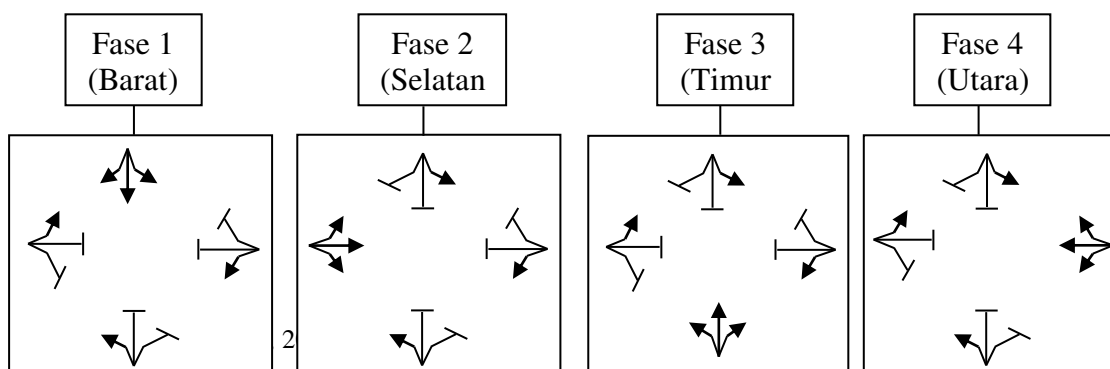 Fase 1
(Barat)
Fase 2
(Selatan
Fase 3
(Timur
Fase 4
(Utara)
2